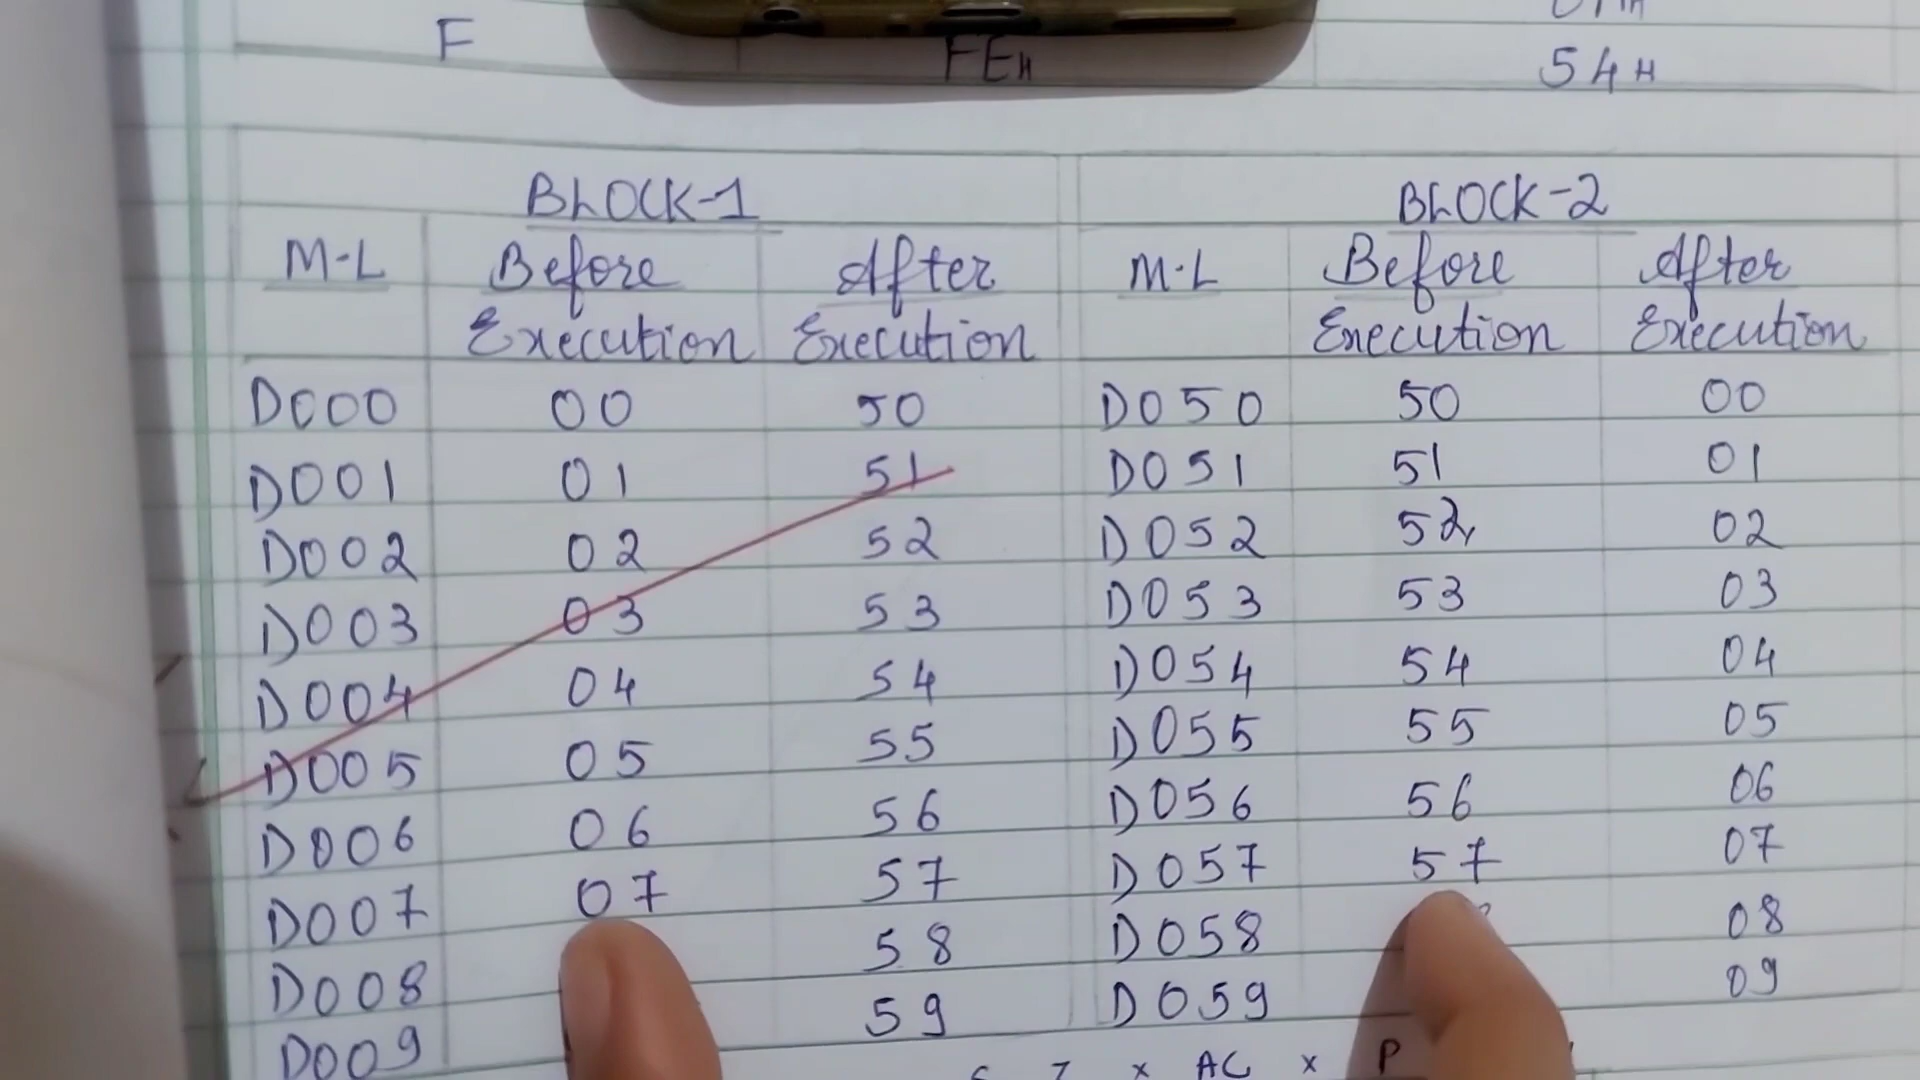 F FEH 54H
BLOCK-1 BLOCK-2
M.L Before Execution After Execution M.L Before Execution After Execution
D000 00 50 D050 50 00
D001 01 51 D051 51 01
D002 02 52 D052 52 02
D003 03 53 D053 53 03
D004 04 54 D054 54 04
D005 05 55 D055 55 05
D006 06 56 D056 56 06
D007 07 57 D057 57 07
D008 58 D058 08
D009 59 D059 09
x AC x P